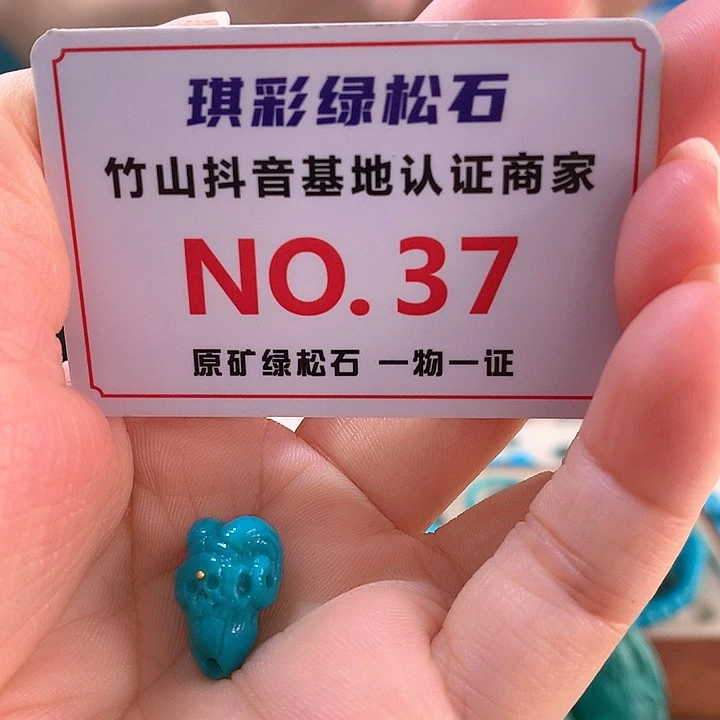 琪彩绿松石
竹山抖音基地认证商家
NO. 37
原矿绿松石 一物一证